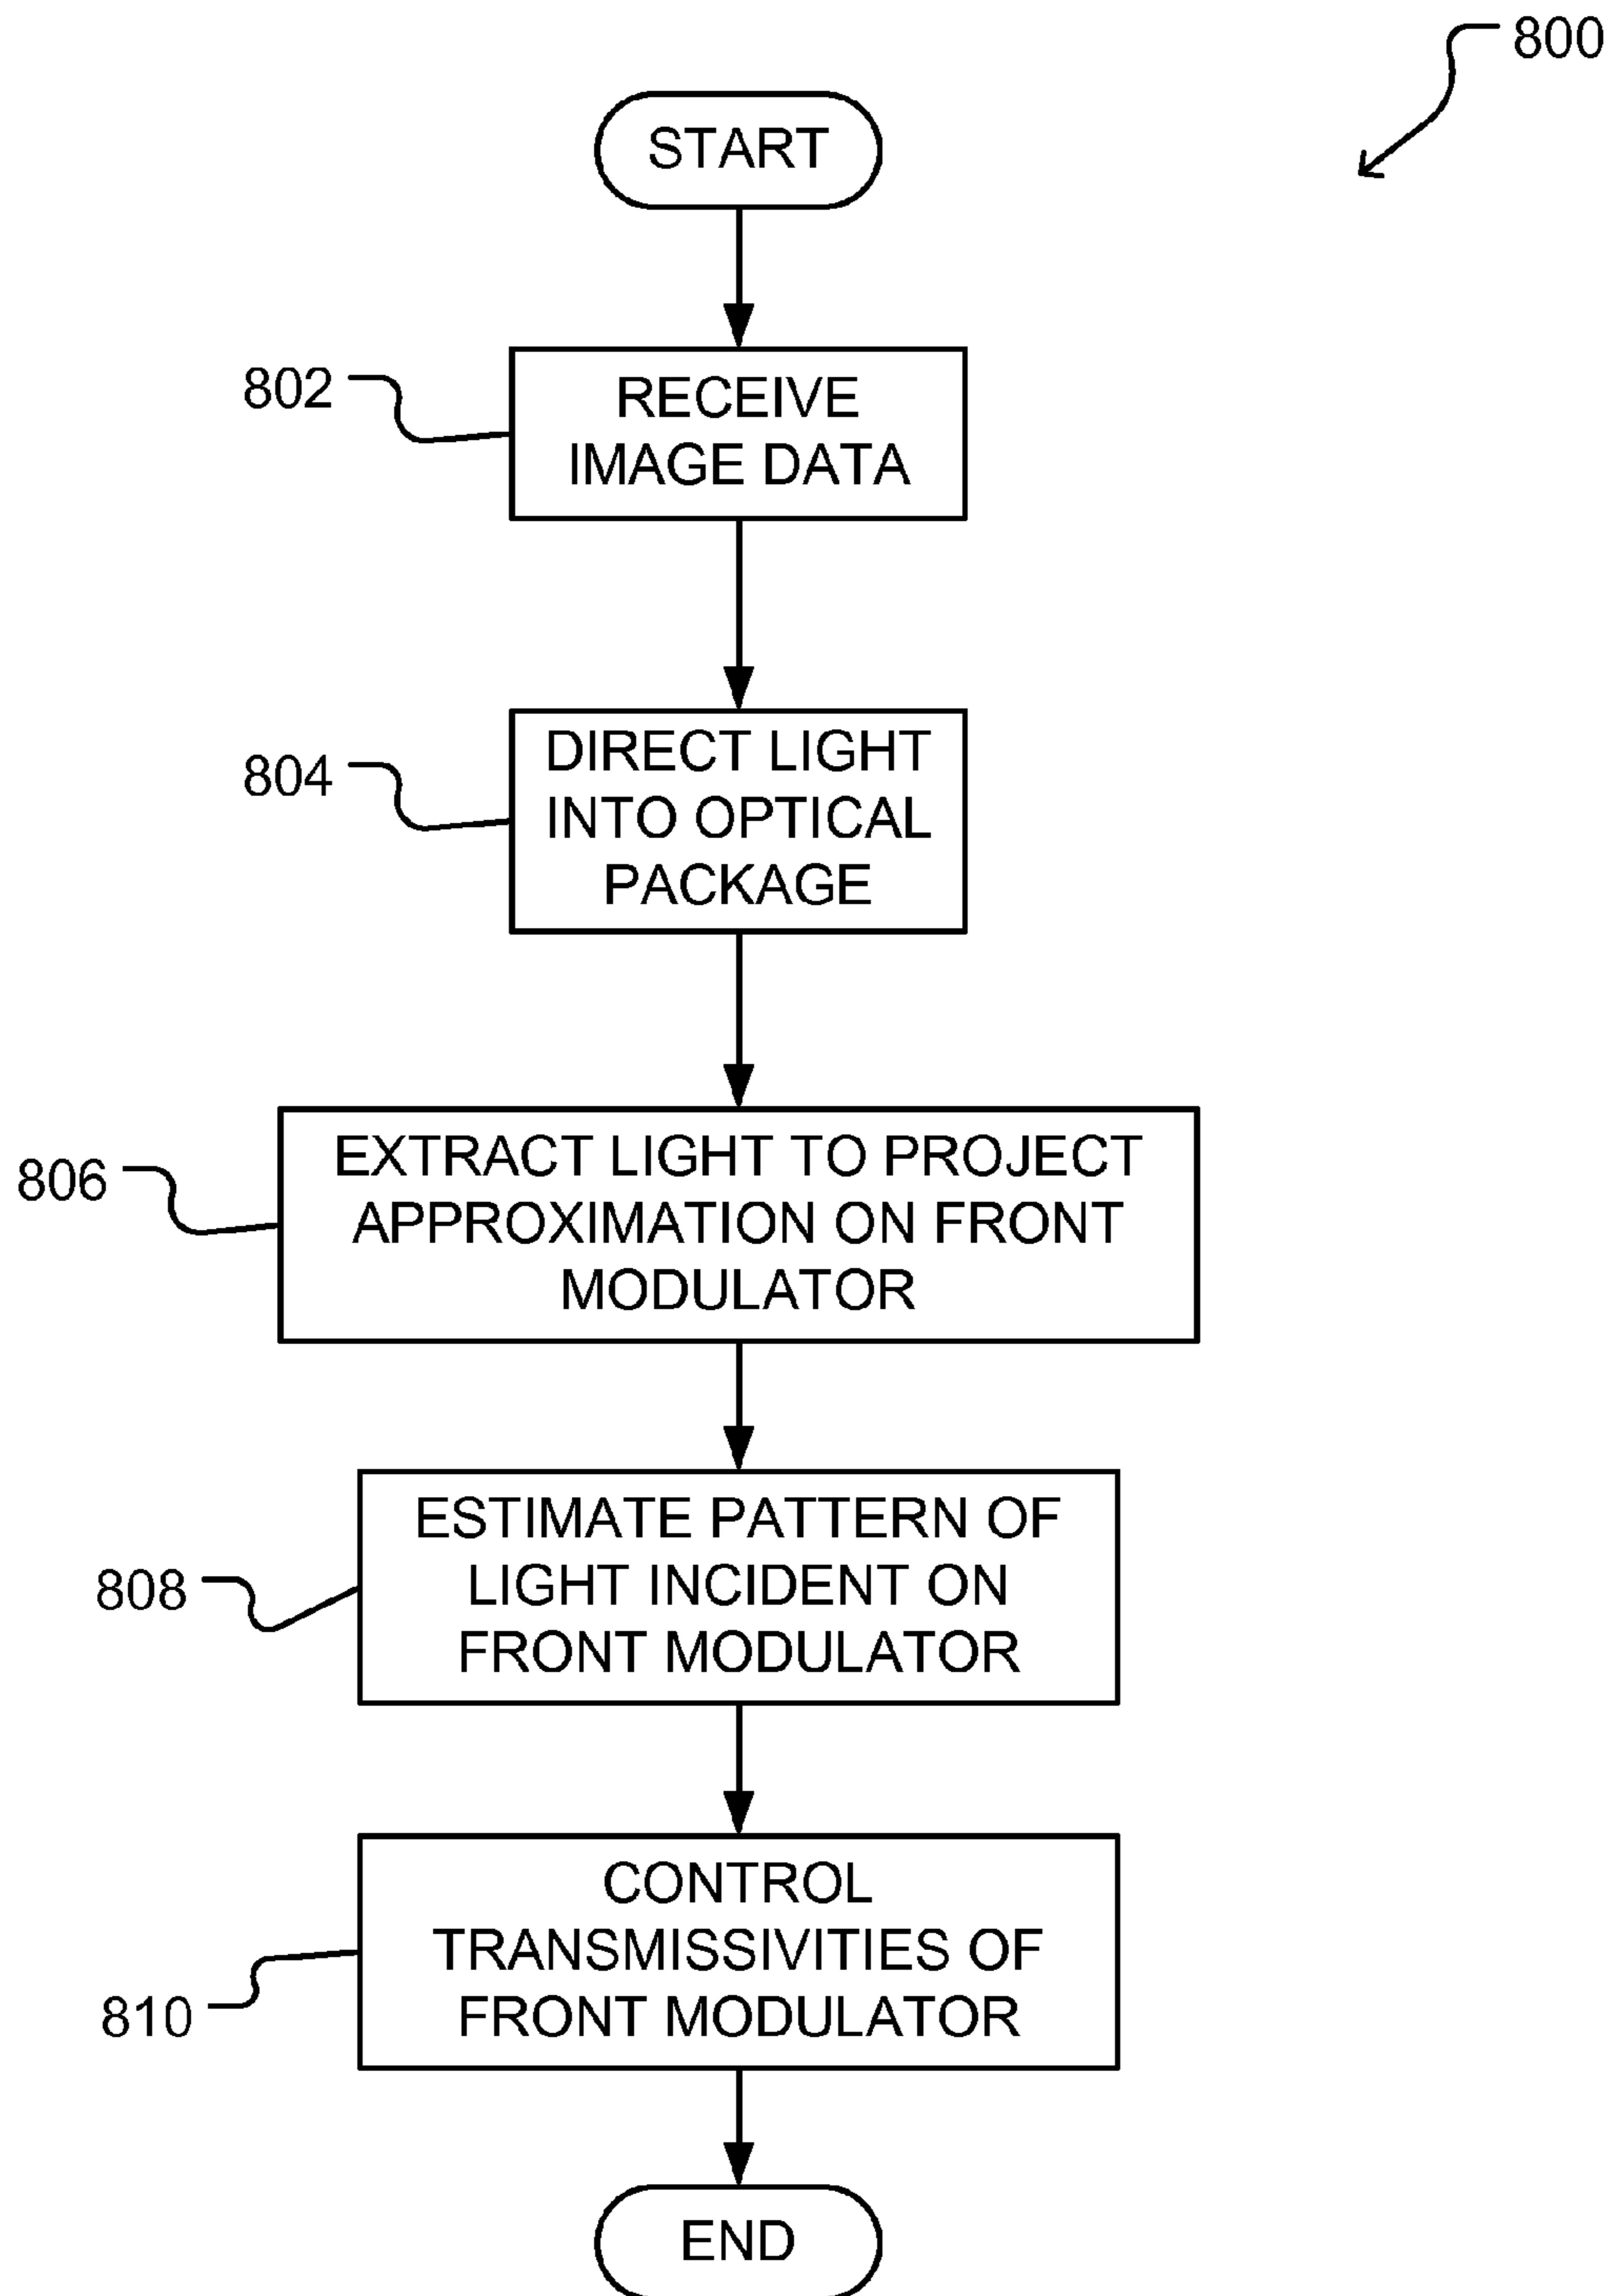 800
START
802
RECEIVE
IMAGE DATA
804
DIRECT LIGHT
INTO OPTICAL
PACKAGE
806
EXTRACT LIGHT TO PROJECT
APPROXIMATION ON FRONT
MODULATOR
808
ESTIMATE PATTERN OF
LIGHT INCIDENT ON
FRONT MODULATOR
810
CONTROL
TRANSMISSIVITIES OF
FRONT MODULATOR
END